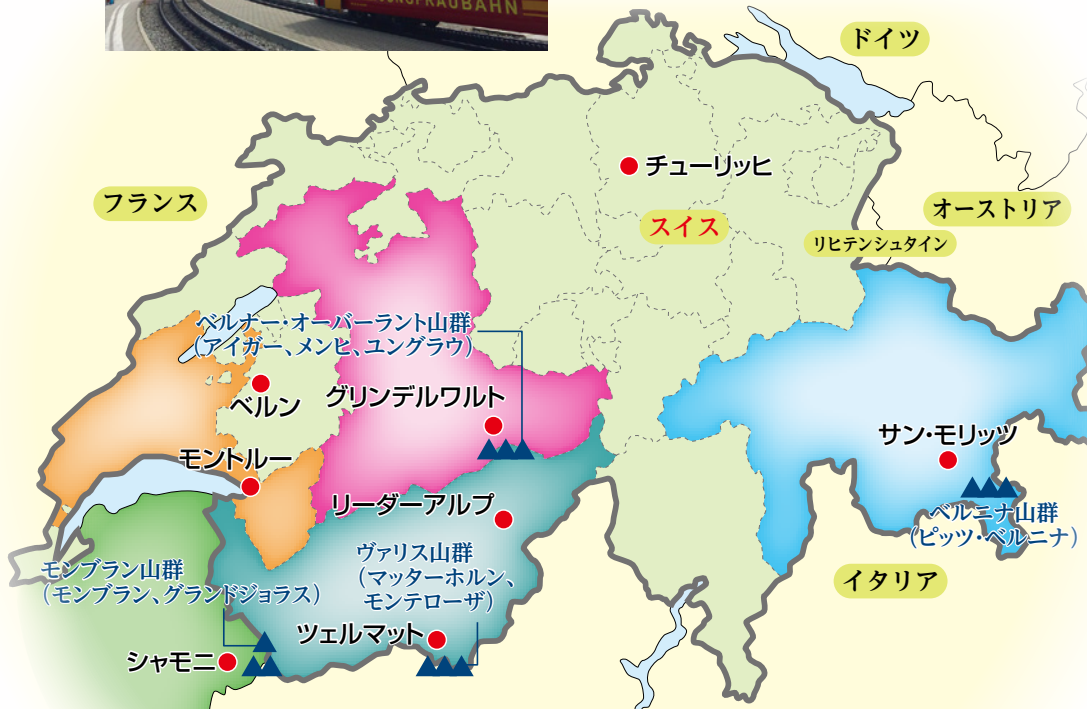 UNGFRAUBAHN
ドイツ
チューリッヒ
フランス
スイス
オーストリア
リヒテンシュタイン
ベルナー・オーバーラント山群
(アイガー、メンヒ、ユングラウ)
ベルン
グリンデルワルト
サン・モリッツ
モントルー
リーダーアルプ
ベルニナ山群
(ピッツ・ベルニナ)
ヴァリス山群
(マッターホルン、
モンテローザ)
モンブラン山群
(モンブラン、グランドジョラス)
イタリア
ツェルマット
シャモニ